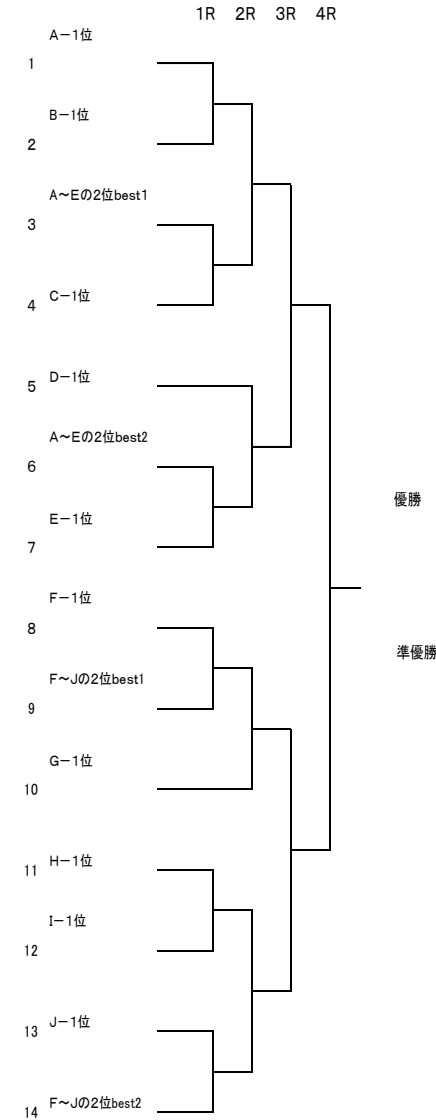 1R 2R 3R 4R
A－1位
1
B－1位
2
A～Eの2位best1
3
C－1位
4
D－1位
5
A～Eの2位best2
6
E－1位
7
優勝
F－1位
8
準優勝
F～Jの2位best1
9
G－1位
10
H－1位
11
I－1位
12
J－1位
13
F～Jの2位best2
14